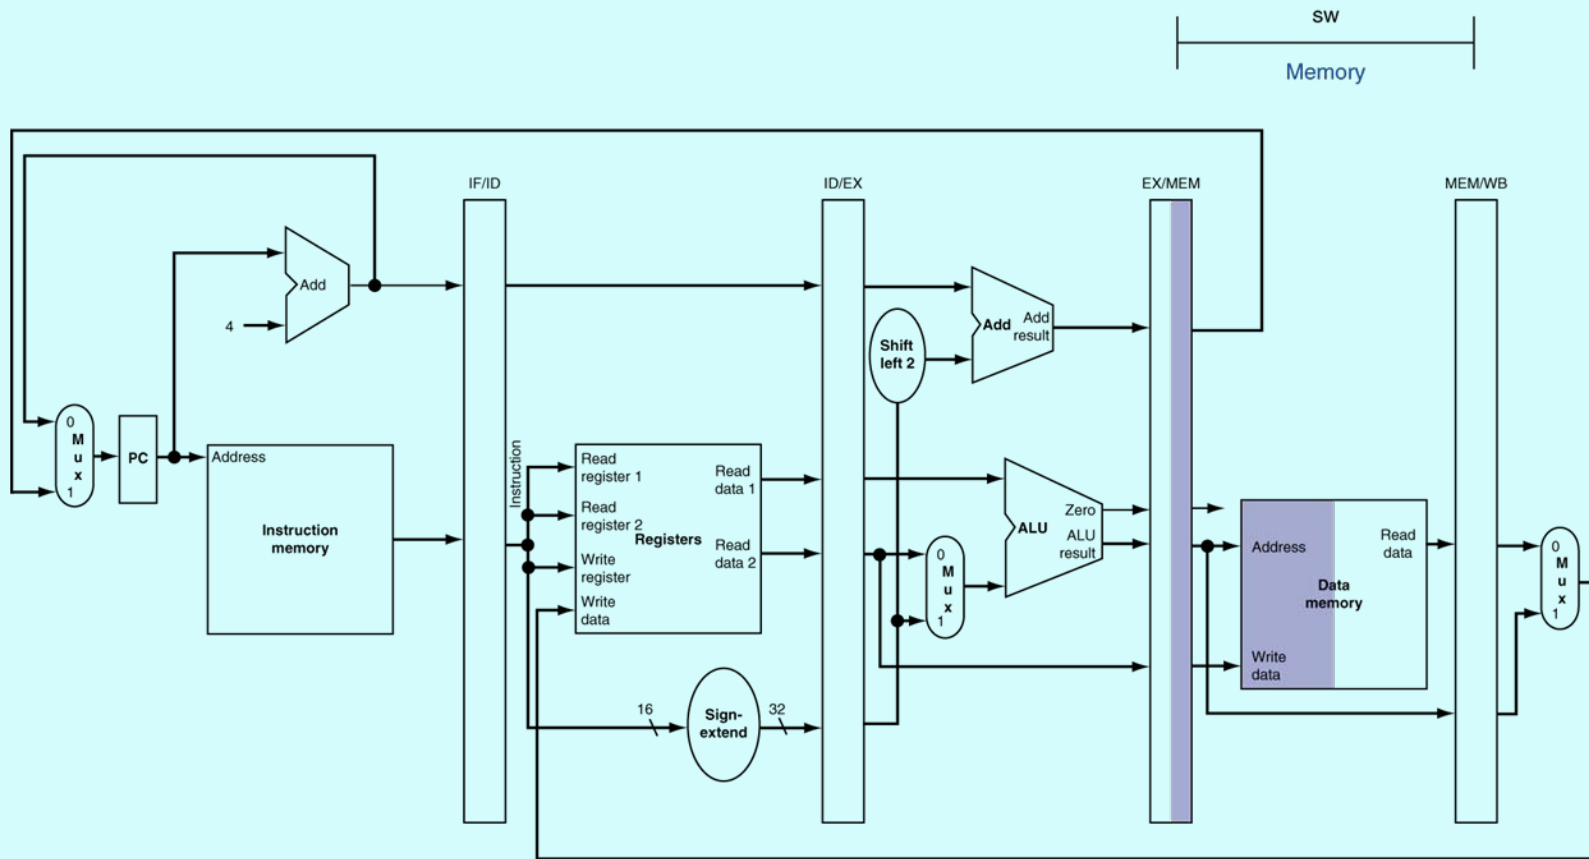 SW
Memory
IF/ID
ID/EX
EX/MEM
MEM/WB
Add
4
Add
Add
result
Shift
left 2
0
M
u
x
1
PC
Address
Instruction
memory
Instruction
Read
register 1
Read
register 2
Registers
Write
register
Write
data
Read
data 1
Read
data 2
16
Sign-
extend
32
0
M
u
x
1
ALU
Zero
ALU
result
Address
Read
data
Data
memory
Write
data
0
M
u
x
1